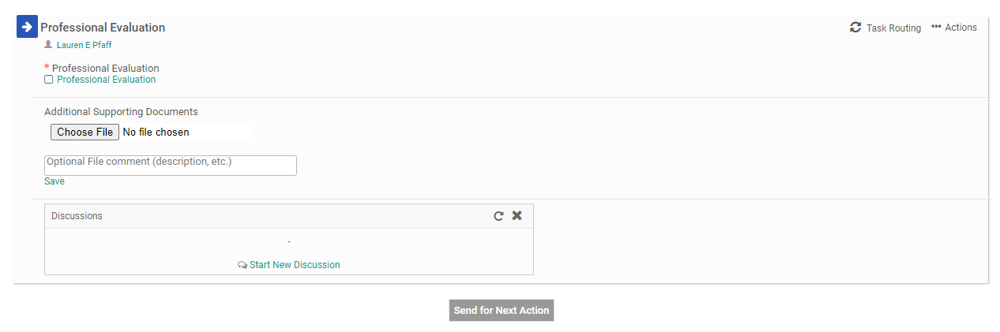 Professional Evaluation
Task Routing
Actions
Lauren E Pfaff
* Professional Evaluation
Professional Evaluation
Additional Supporting Documents
Choose File No file chosen
Optional File comment (description, etc.)
Save
Discussions
-
Start New Discussion
Send for Next Action